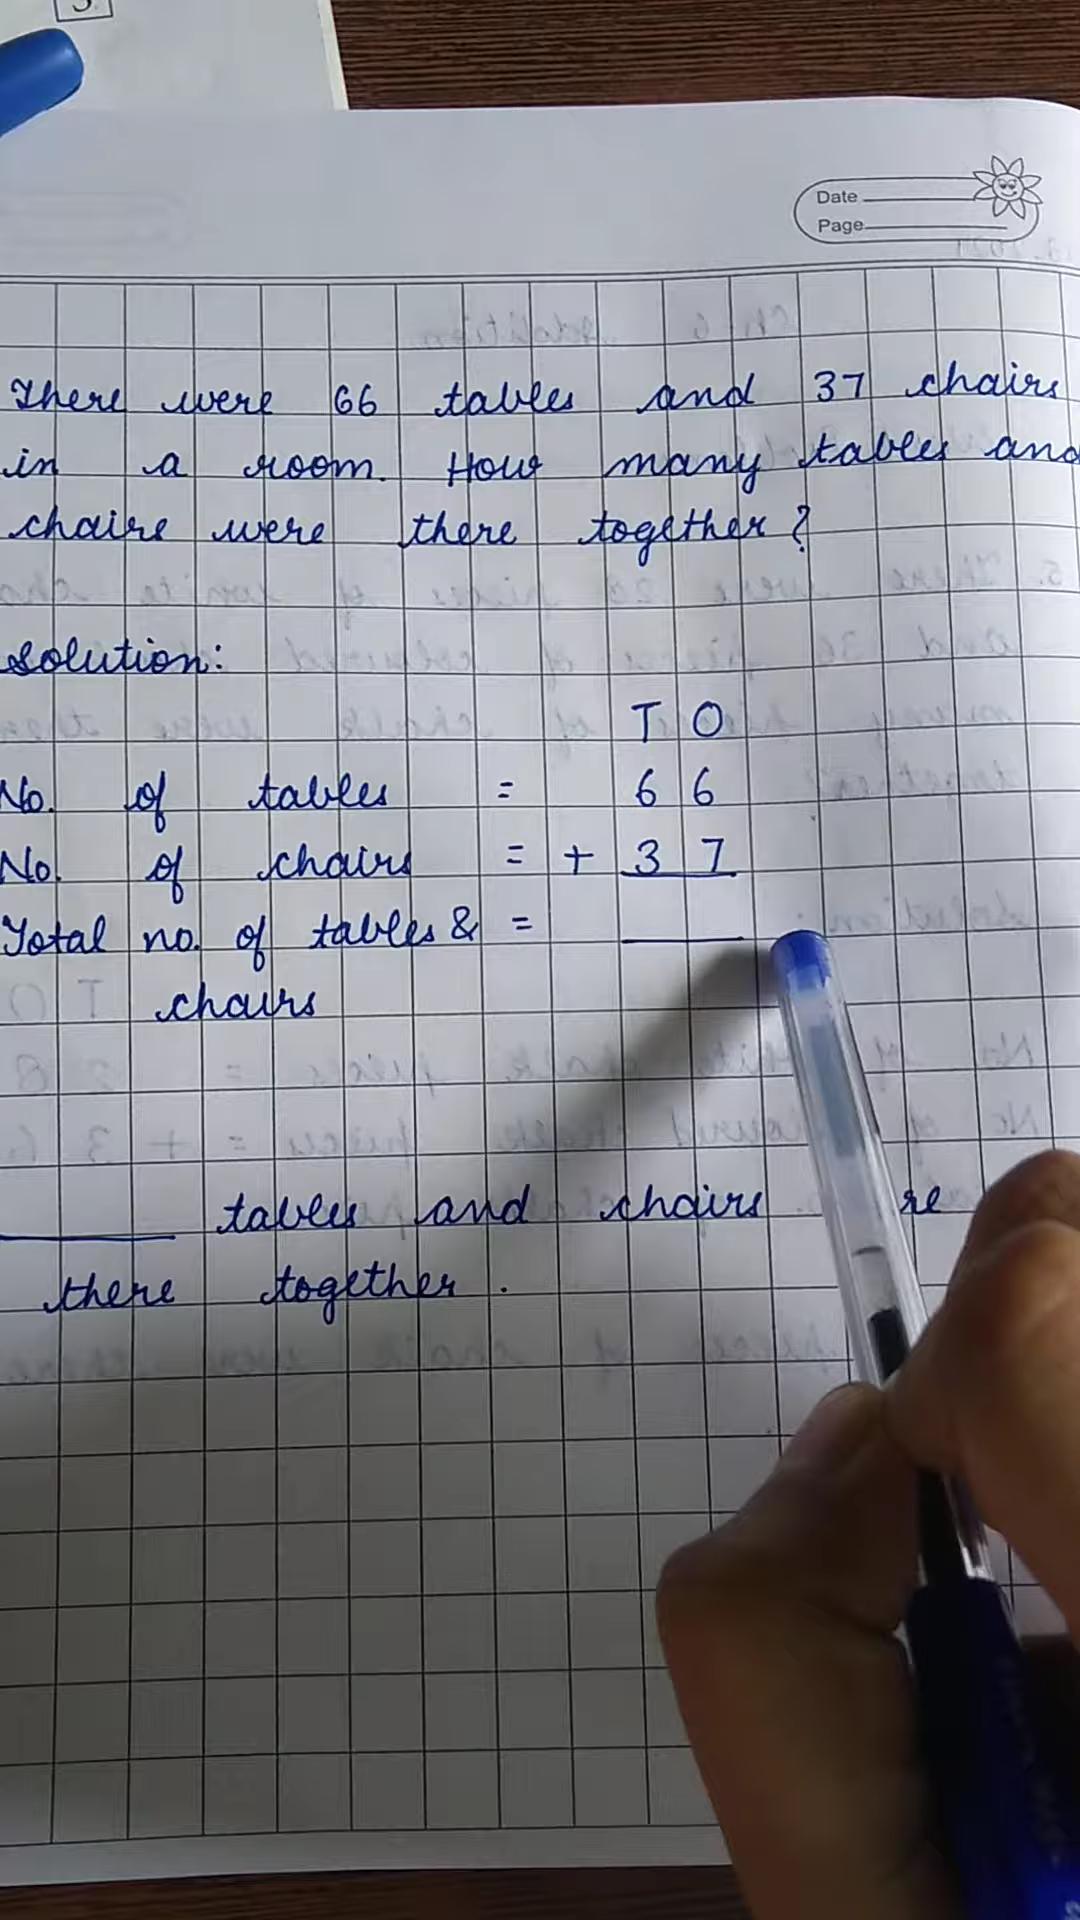 Date
Page
There were 66 tables and 37 chairs
in a room. How many tables and
chairs were there together?
solution:
T O
No. of tables = 6 6
No. of chairs = + 3 7
Total no. of tables & =
chairs
tables and chairs re
there together.